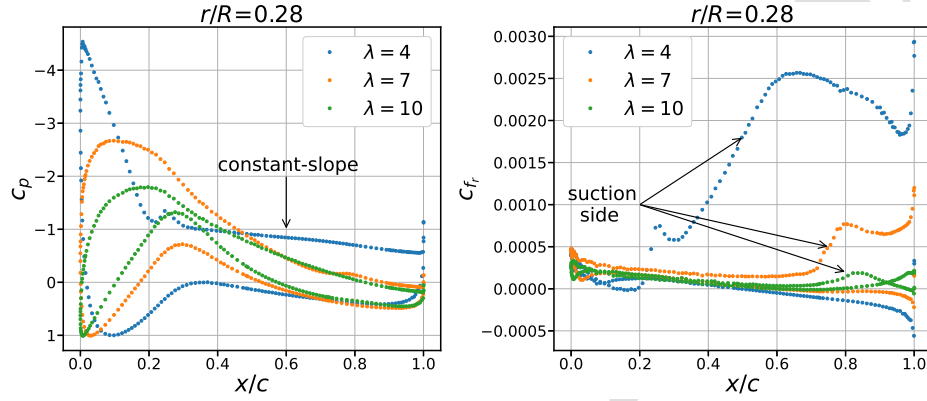 r/R=0.28
λ = 4
λ = 7
λ = 10
constant-slope
−4
−3
−2
−1
0
1
0.0 0.2 0.4 0.6 0.8 1.0
x/c
c_p
r/R=0.28
λ = 4
λ = 7
λ = 10
suction
side
0.0030
0.0025
0.0020
0.0015
0.0010
0.0005
0.0000
−0.0005
0.0 0.2 0.4 0.6 0.8 1.0
x/c
c_{f_r}